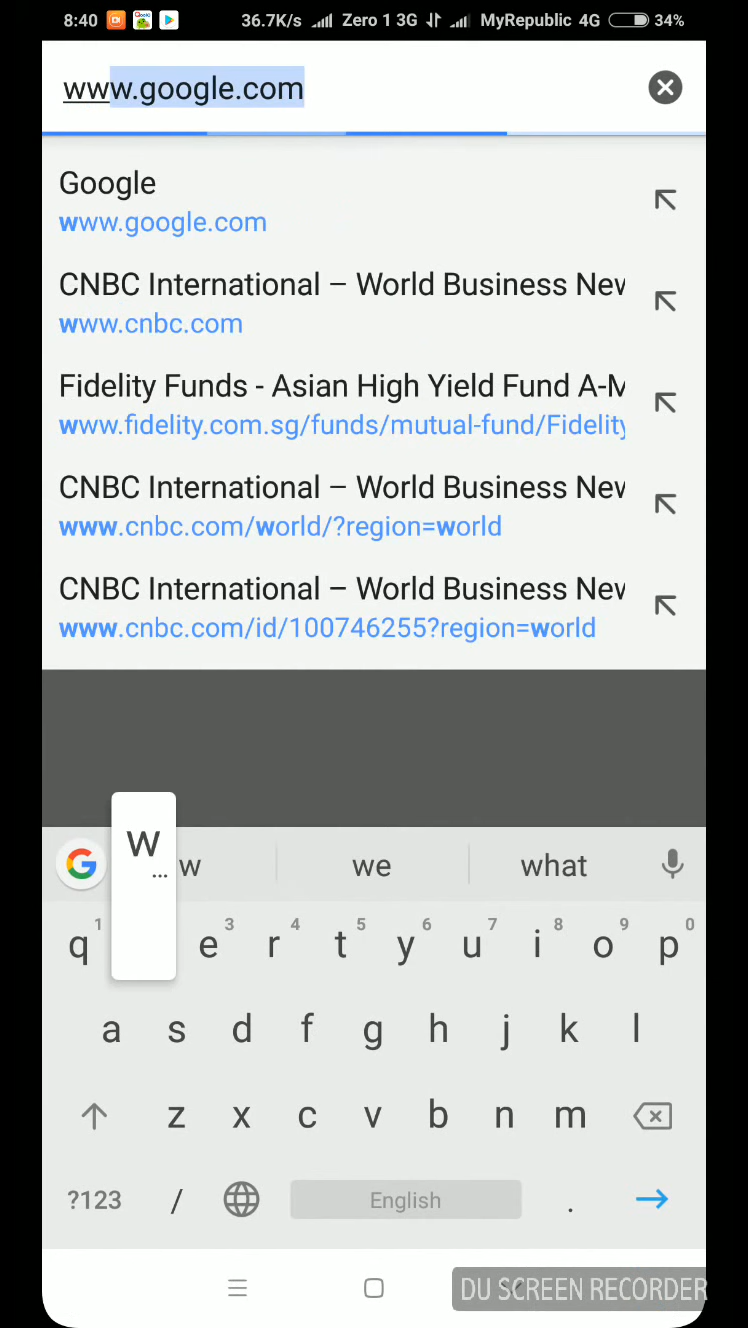 8:40 36.7K/s Zero 1 3G MyRepublic 4G 34%
www.google.com
Google
www.google.com
CNBC International – World Business New
www.cnbc.com
Fidelity Funds - Asian High Yield Fund A-M
www.fidelity.com.sg/funds/mutual-fund/Fidelity
CNBC International – World Business New
www.cnbc.com/world/?region=world
CNBC International – World Business New
www.cnbc.com/id/100746255?region=world
w
...
w we what
q 1 e 3 r 4 t 5 y 6 u 7 i 8 o 9 p 0
a s d f g h j k l
z x c v b n m
?123 / English .
DU SCREEN RECORDER